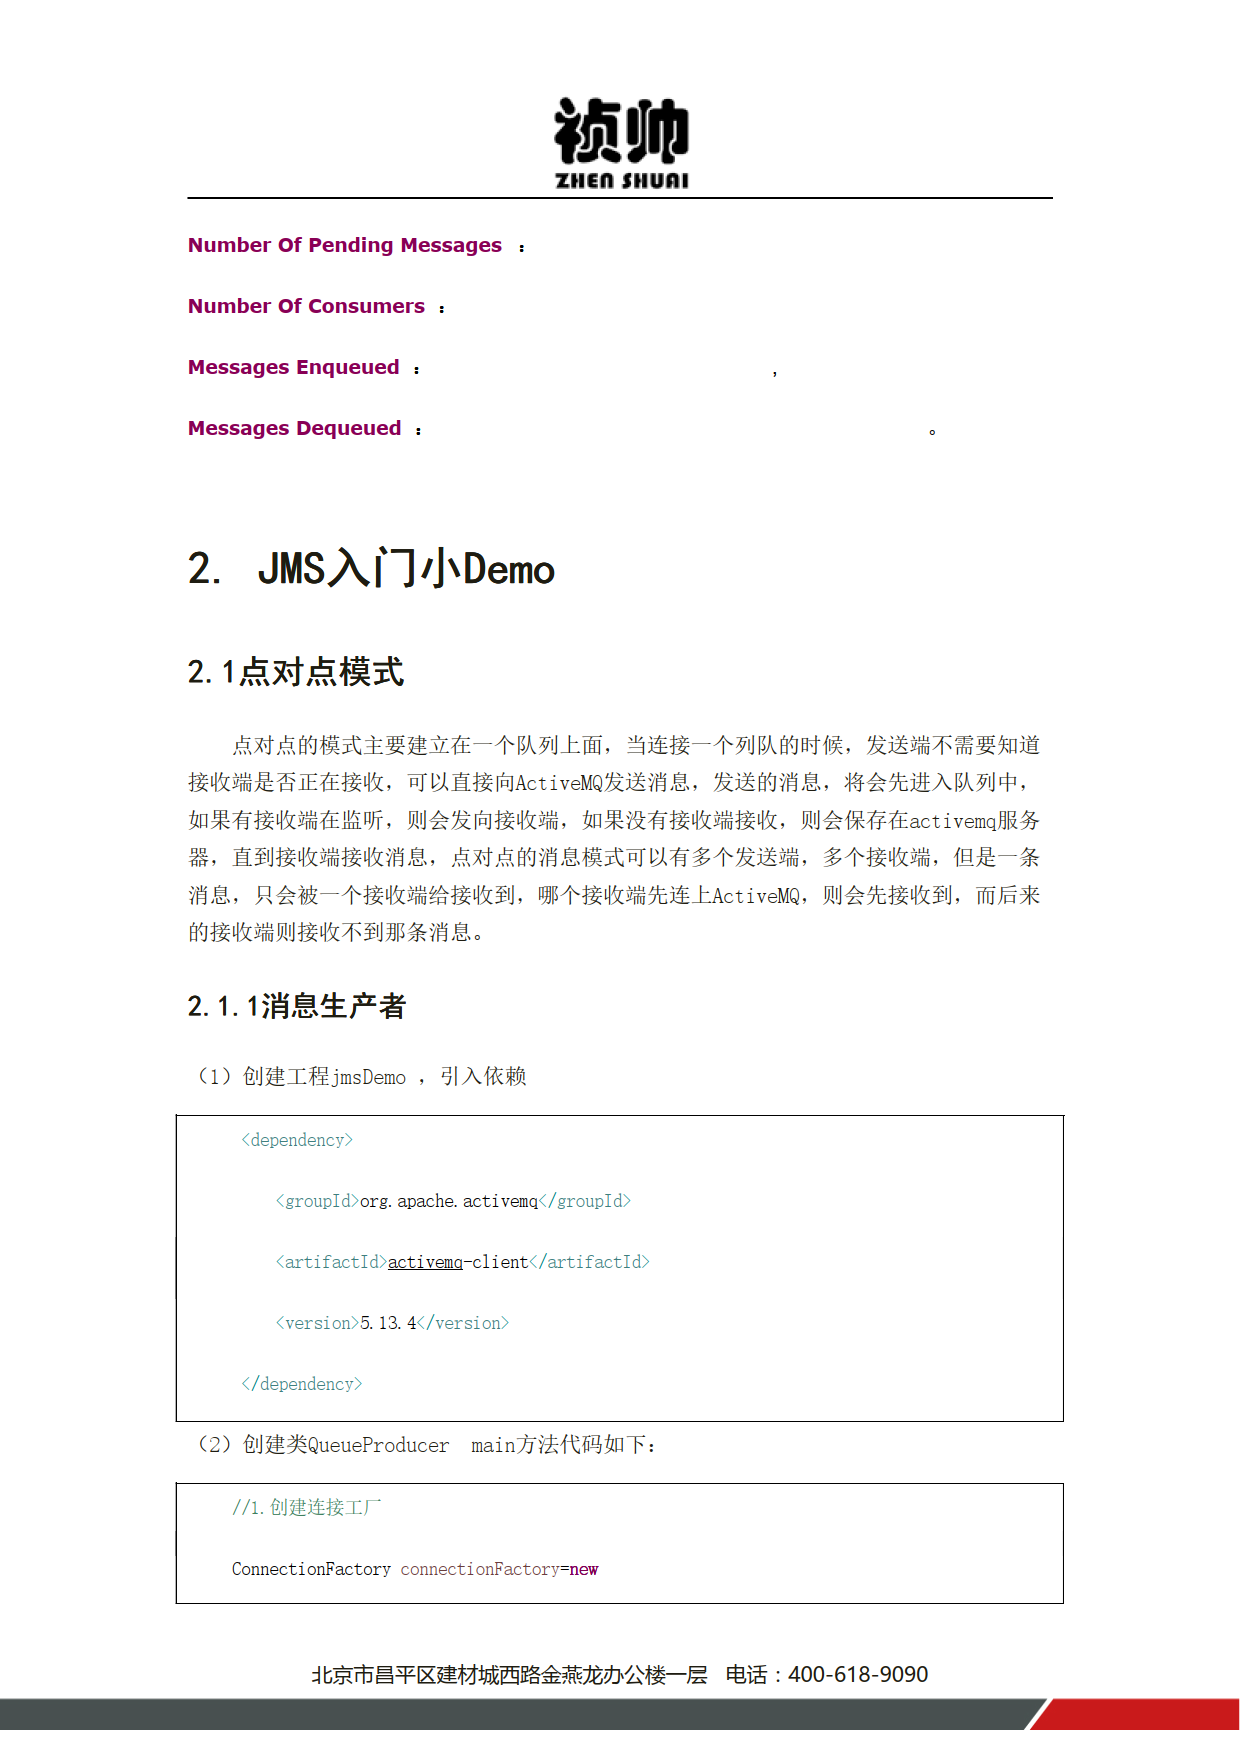 祯帅
ZHEN SHUAI
Number Of Pending Messages ：
Number Of Consumers ：
Messages Enqueued ： ，
Messages Dequeued ： 。
2. JMS入门小Demo
2.1点对点模式
点对点的模式主要建立在一个队列上面，当连接一个列队的时候，发送端不需要知道
接收端是否正在接收，可以直接向ActiveMQ发送消息，发送的消息，将会先进入队列中，
如果有接收端在监听，则会发向接收端，如果没有接收端接收，则会保存在activemq服务
器，直到接收端接收消息，点对点的消息模式可以有多个发送端，多个接收端，但是一条
消息，只会被一个接收端给接收到，哪个接收端先连上ActiveMQ，则会先接收到，而后来
的接收端则接收不到那条消息。
2.1.1消息生产者
（1）创建工程jmsDemo ，引入依赖
<dependency>
<groupId>org.apache.activemq</groupId>
<artifactId>activemq-client</artifactId>
<version>5.13.4</version>
</dependency>
（2）创建类QueueProducer main方法代码如下：
//1.创建连接工厂
ConnectionFactory connectionFactory=new
北京市昌平区建材城西路金燕龙办公楼一层 电话：400-618-9090